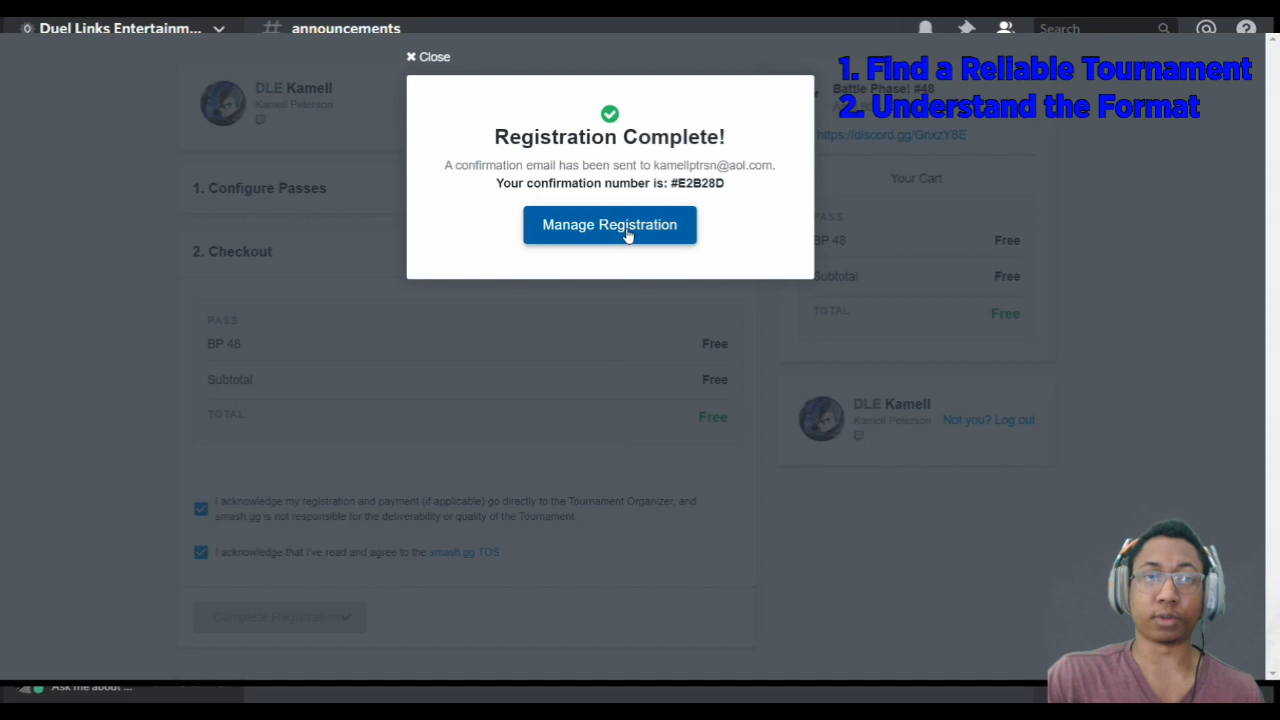 Duel Links Entertainm...
announcements
Search
Close
1. Find a Reliable Tournament
2. Understand the Format
DLE Kamell
Kamell Peterson
Battle Phase! #48
https://discord.gg/GnxzY8E
Registration Complete!
A confirmation email has been sent to kamellptrsn@aol.com.
Your confirmation number is: #E2B28D
Manage Registration
1. Configure Passes
2. Checkout
Your Cart
PASS
BP 48 Free
Subtotal Free
TOTAL Free
PASS
BP 48 Free
Subtotal Free
TOTAL Free
DLE Kamell
Kamell Peterson
Not you? Log out
I acknowledge my registration and payment (if applicable) go directly to the Tournament Organizer, and
smash.gg is not responsible for the deliverability or quality of the Tournament.
I acknowledge that I've read and agree to the smash.gg TOS
Complete Registration
Ask me about ...